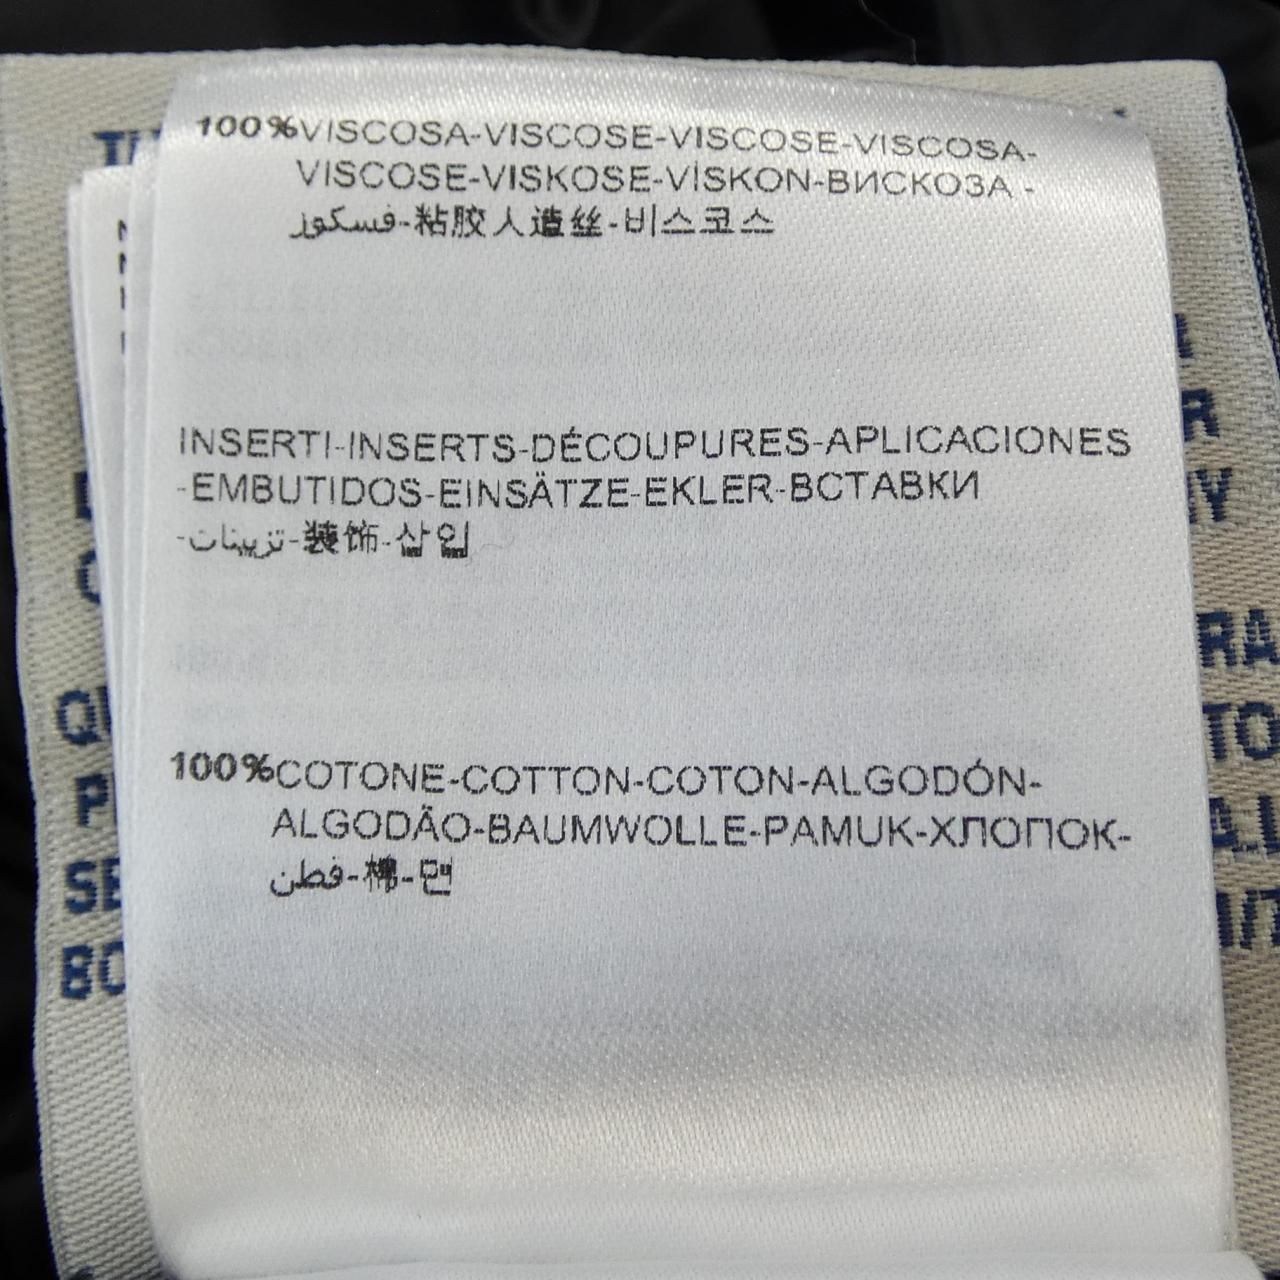 100%VISCOSA-VISCOSE-VISCOSE-VISCOSA-
VISCOSE-VISKOSE-VİSKON-ВИСКОЗА -
فسكوز-粘胶人造丝-비스코스
INSERTI-INSERTS-DÉCOUPURES-APLICACIONES
-EMBUTIDOS-EINSÄTZE-EKLER-ВСТАВКИ
-تزيينات-装饰-삽입
100%COTONE-COTTON-COTON-ALGODÓN-
ALGODÃO-BAUMWOLLE-PAMUK-ХЛОПОК-
قطن-棉-면